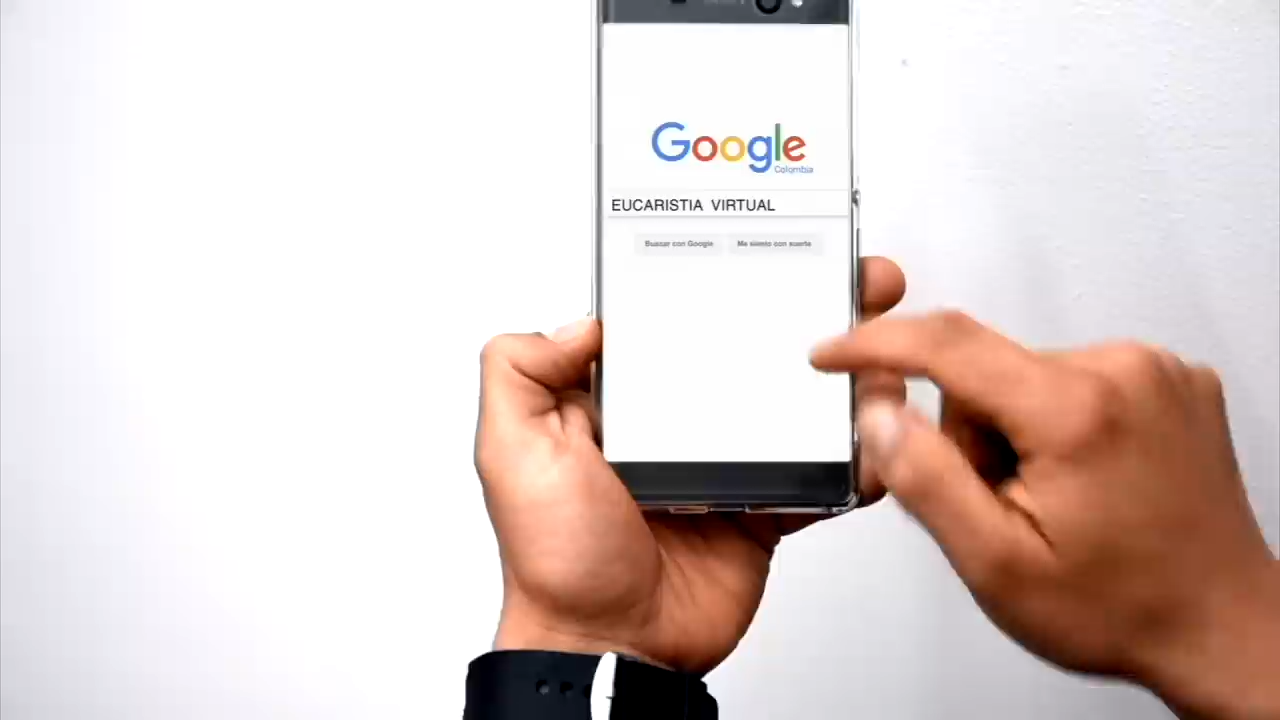 Google
Colombia
EUCARISTIA VIRTUAL
Buscar con Google
Me siento con suerte